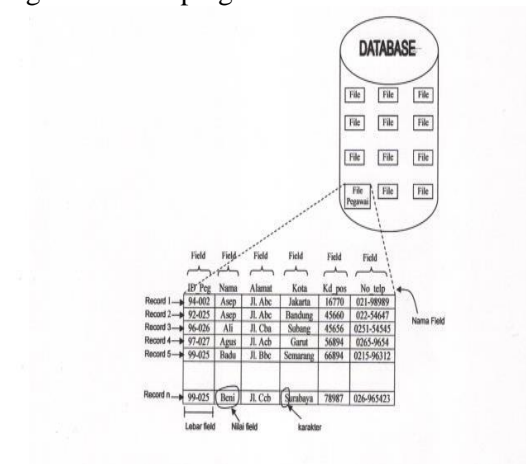 DATABASE
File File File
File File File
File File File
File Pegawai File File
Field Field Field Field Field Field
Nama Alamat Kota Kd_pos No_telp
Record 1 94-002 Asep Jl. Abc Jakarta 16770 021-98989
Nama Field
Record 2 92-025 Asep Jl. Abc Bandung 45660 022-54647
Record 3 96-026 Ali Jl. Cba Subang 45656 0251-54545
Record 4 97-027 Agus Jl. Acb Garut 56894 0265-9654
Record 5 99-025 Badu Jl. Bbc Semarang 66894 0215-96312
Record n 99-025 Beni Jl. Ccb Surabaya 78987 026-965423
Lebar field Nilai field karakter